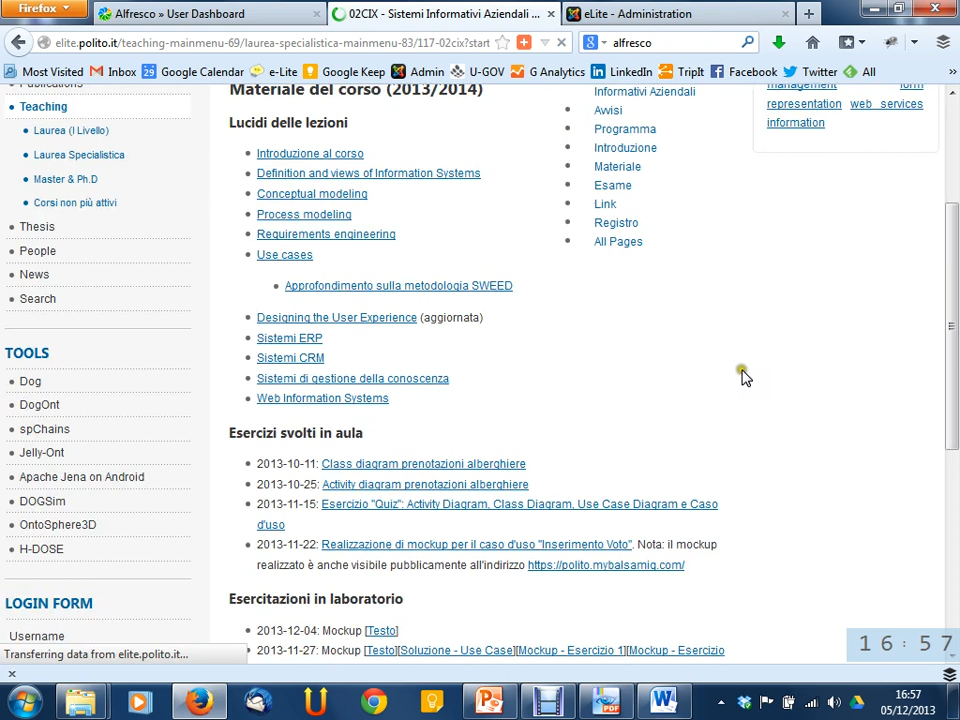 Firefox
Alfresco » User Dashboard
02CIX - Sistemi Informativi Aziendali ...
eLite - Administration
elite.polito.it/teaching-mainmenu-69/laurea-specialistica-mainmenu-83/117-02cix?start
alfresco
Most Visited
Inbox
Google Calendar
e-Lite
Google Keep
Admin
U-GOV
G Analytics
LinkedIn
TripIt
Facebook
Twitter
All
Publications
Teaching
Laurea (I Livello)
Laurea Specialistica
Master & Ph.D
Corsi non più attivi
Thesis
People
News
Search
TOOLS
Dog
DogOnt
spChains
Jelly-Ont
Apache Jena on Android
DOGSim
OntoSphere3D
H-DOSE
LOGIN FORM
Username
Transferring data from elite.polito.it...
Materiale del corso (2013/2014)
Lucidi delle lezioni
Introduzione al corso
Definition and views of Information Systems
Conceptual modeling
Process modeling
Requirements engineering
Use cases
Approfondimento sulla metodologia SWEED
Designing the User Experience (aggiornata)
Sistemi ERP
Sistemi CRM
Sistemi di gestione della conoscenza
Web Information Systems
Esercizi svolti in aula
2013-10-11: Class diagram prenotazioni alberghiere
2013-10-25: Activity diagram prenotazioni alberghiere
2013-11-15: Esercizio "Quiz": Activity Diagram, Class Diagram, Use Case Diagram e Caso
d'uso
2013-11-22: Realizzazione di mockup per il caso d'uso "Inserimento Voto". Nota: il mockup
realizzato è anche visibile pubblicamente all'indirizzo https://polito.mybalsamiq.com/
Esercitazioni in laboratorio
2013-12-04: Mockup [Testo]
2013-11-27: Mockup [Testo][Soluzione - Use Case][Mockup - Esercizio 1][Mockup - Esercizio
Informativi Aziendali
Avvisi
Programma
Introduzione
Materiale
Esame
Link
Registro
All Pages
management form
representation web services
information
16:57
16:57
05/12/2013